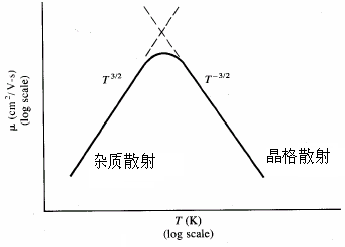 T^{3/2}
T^{-3/2}
μ (cm²/V-s)
(log scale)
杂质散射
晶格散射
T (K)
(log scale)